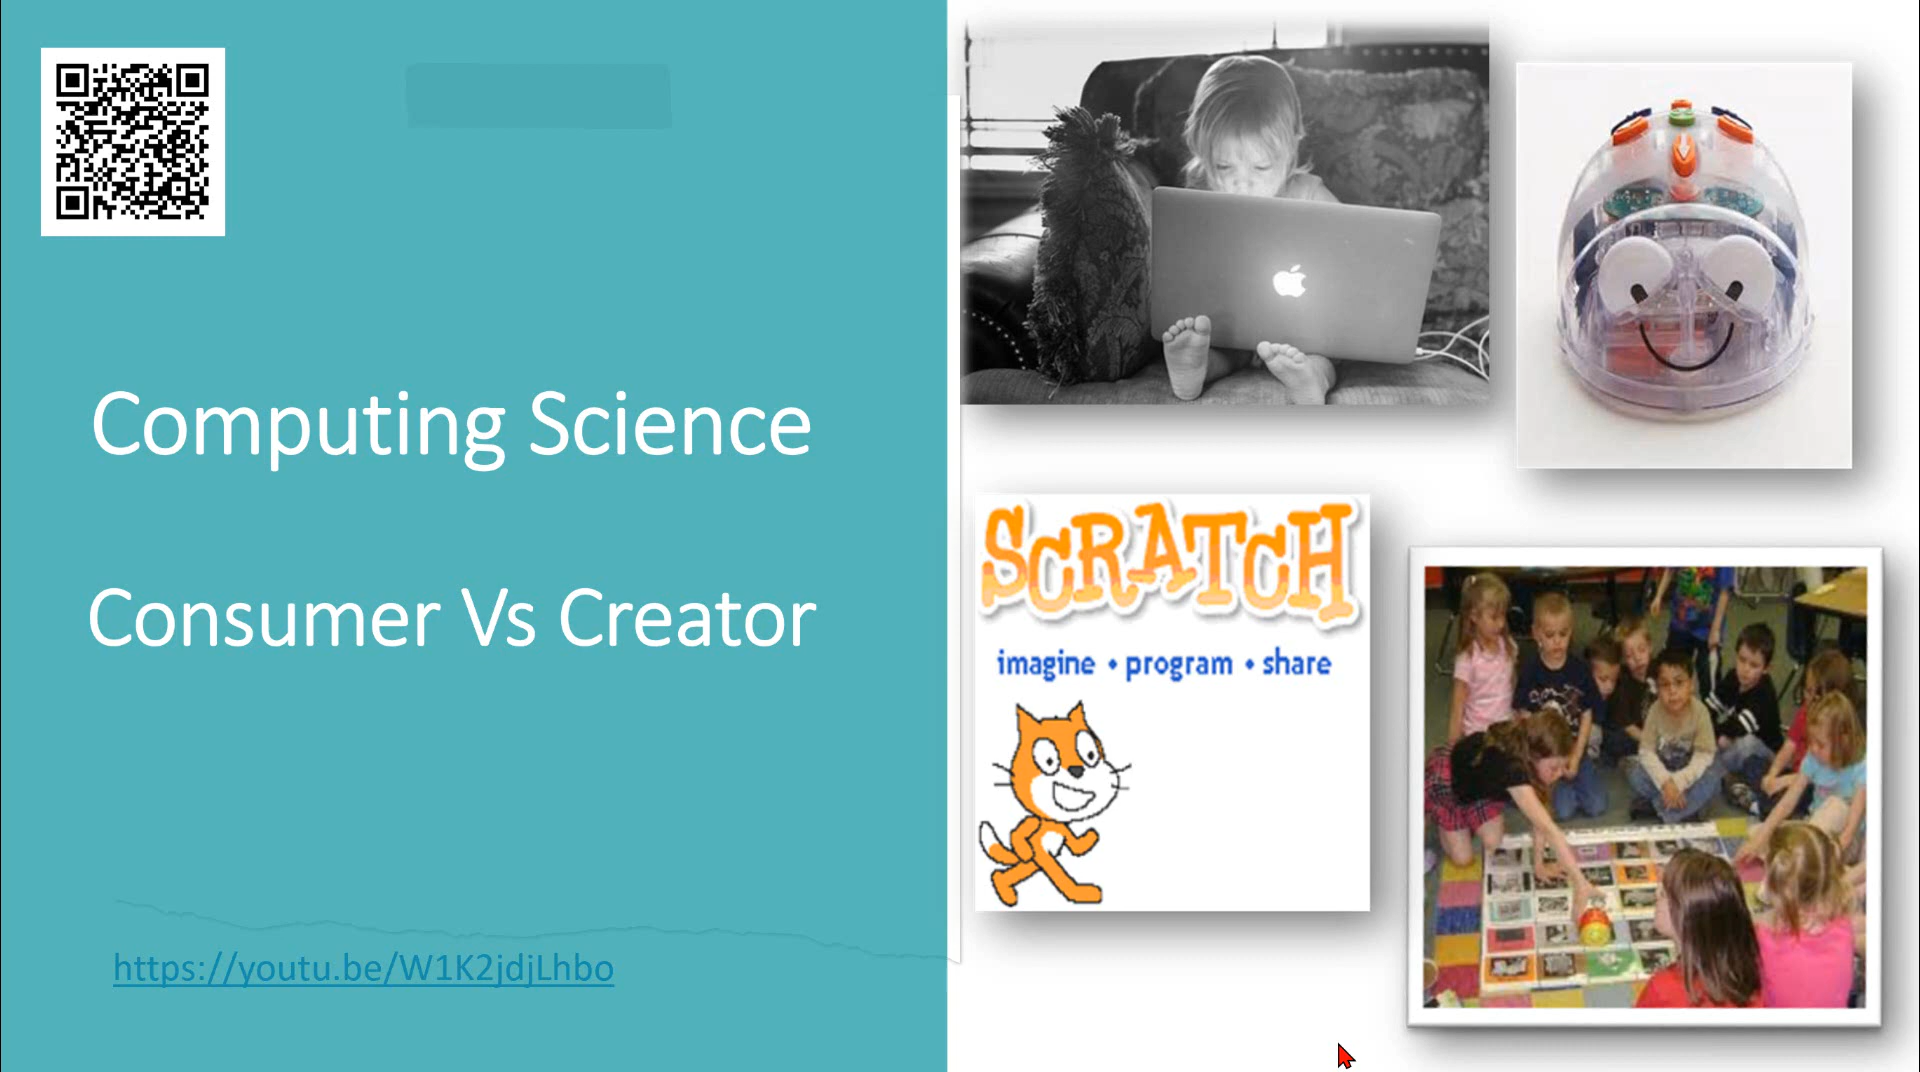 Computing Science
Consumer Vs Creator
https://youtu.be/W1K2jdjLhbo
SCRATCH
imagine • program • share